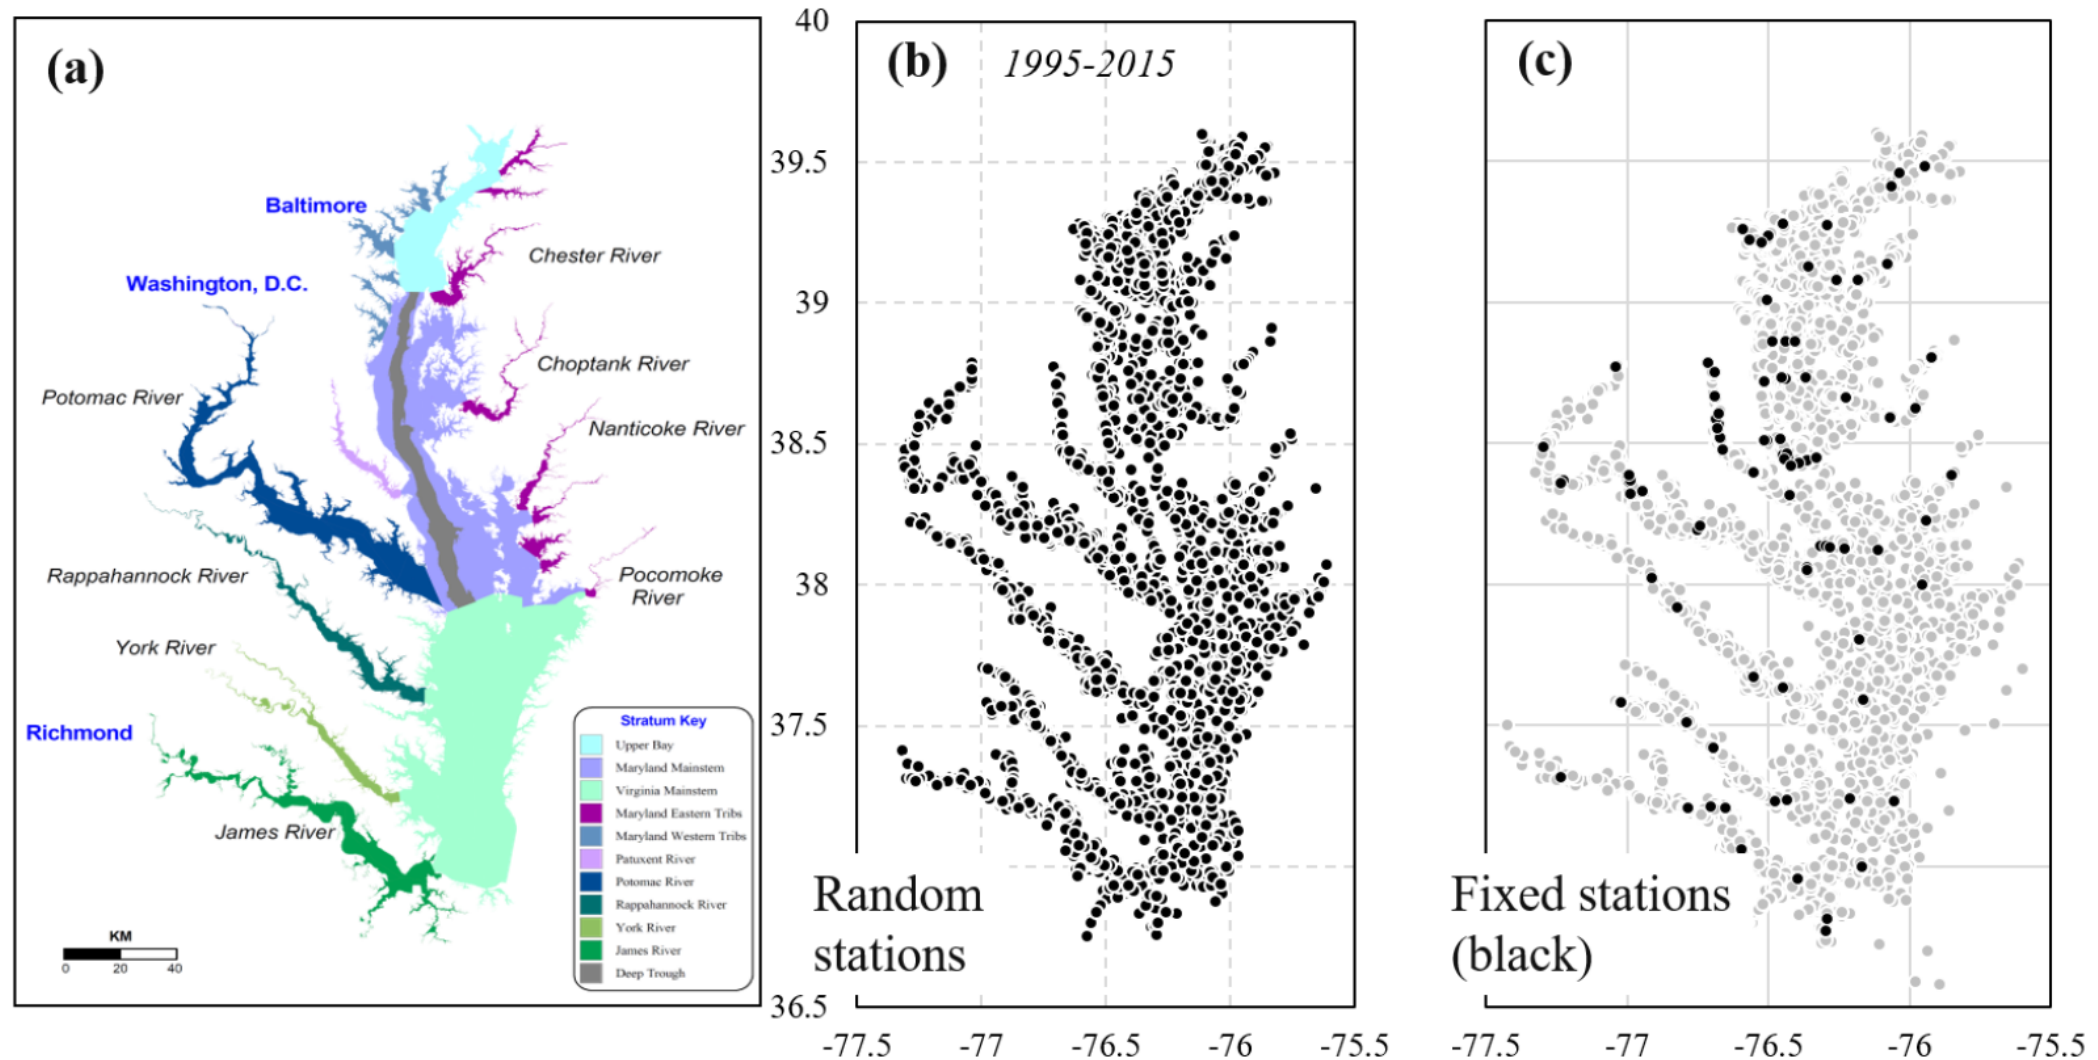 (a)
Baltimore
Chester River
Washington, D.C.
Choptank River
Potomac River
Nanticoke River
Rappahannock River
Pocomoke
River
York River
Richmond
James River
KM
0 20 40
Stratum Key
Upper Bay
Maryland Mainstem
Virginia Mainstem
Maryland Eastern Tribs
Maryland Western Tribs
Patuxent River
Potomac River
Rappahannock River
York River
James River
Deep Trough
(b)
1995-2015
40
39.5
39
38.5
38
37.5
36.5
Random
stations
-77.5 -77 -76.5 -76 -75.5
(c)
Fixed stations
(black)
-77.5 -77 -76.5 -76 -75.5